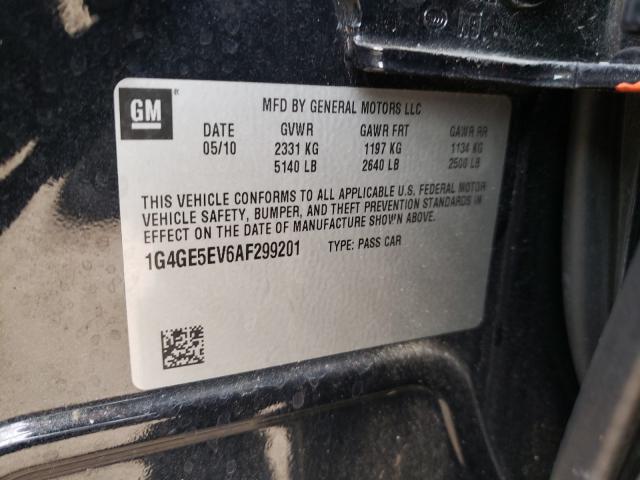 GM
®
MFD BY GENERAL MOTORS LLC
DATE GVWR GAWR FRT GAWR RR
05/10 2331 KG 1197 KG 1134 KG
5140 LB 2640 LB 2500 LB
THIS VEHICLE CONFORMS TO ALL APPLICABLE U.S. FEDERAL MOTOR
VEHICLE SAFETY, BUMPER, AND THEFT PREVENTION STANDARDS IN
EFFECT ON THE DATE OF MANUFACTURE SHOWN ABOVE.
1G4GE5EV6AF299201 TYPE: PASS CAR